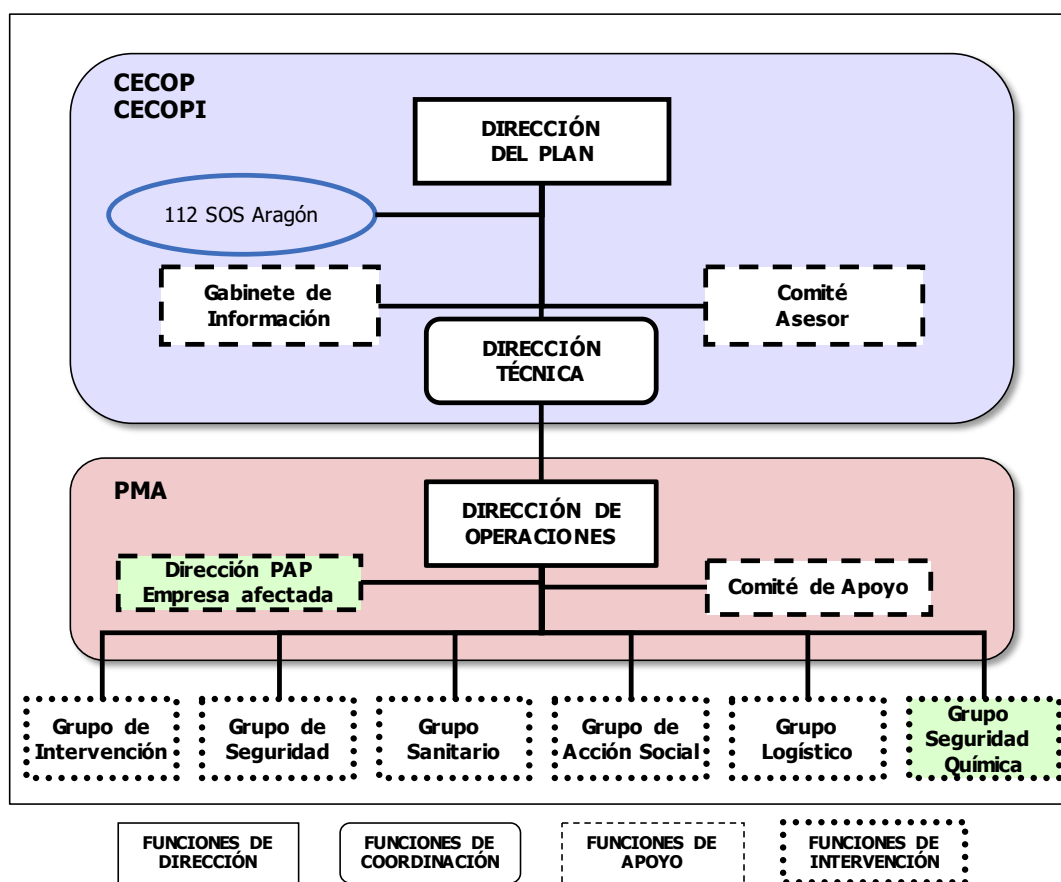 CECOP
CECOPI
DIRECCIÓN
DEL PLAN
112 SOS Aragón
Gabinete de
Información
Comité
Asesor
DIRECCIÓN
TÉCNICA
PMA
DIRECCIÓN DE
OPERACIONES
Dirección PAP
Empresa afectada
Comité de Apoyo
Grupo de
Intervención
Grupo de
Seguridad
Grupo
Sanitario
Grupo de
Acción Social
Grupo
Logístico
Grupo
Seguridad
Química
FUNCIONES DE
DIRECCIÓN
FUNCIONES DE
COORDINACIÓN
FUNCIONES DE
APOYO
FUNCIONES DE
INTERVENCIÓN